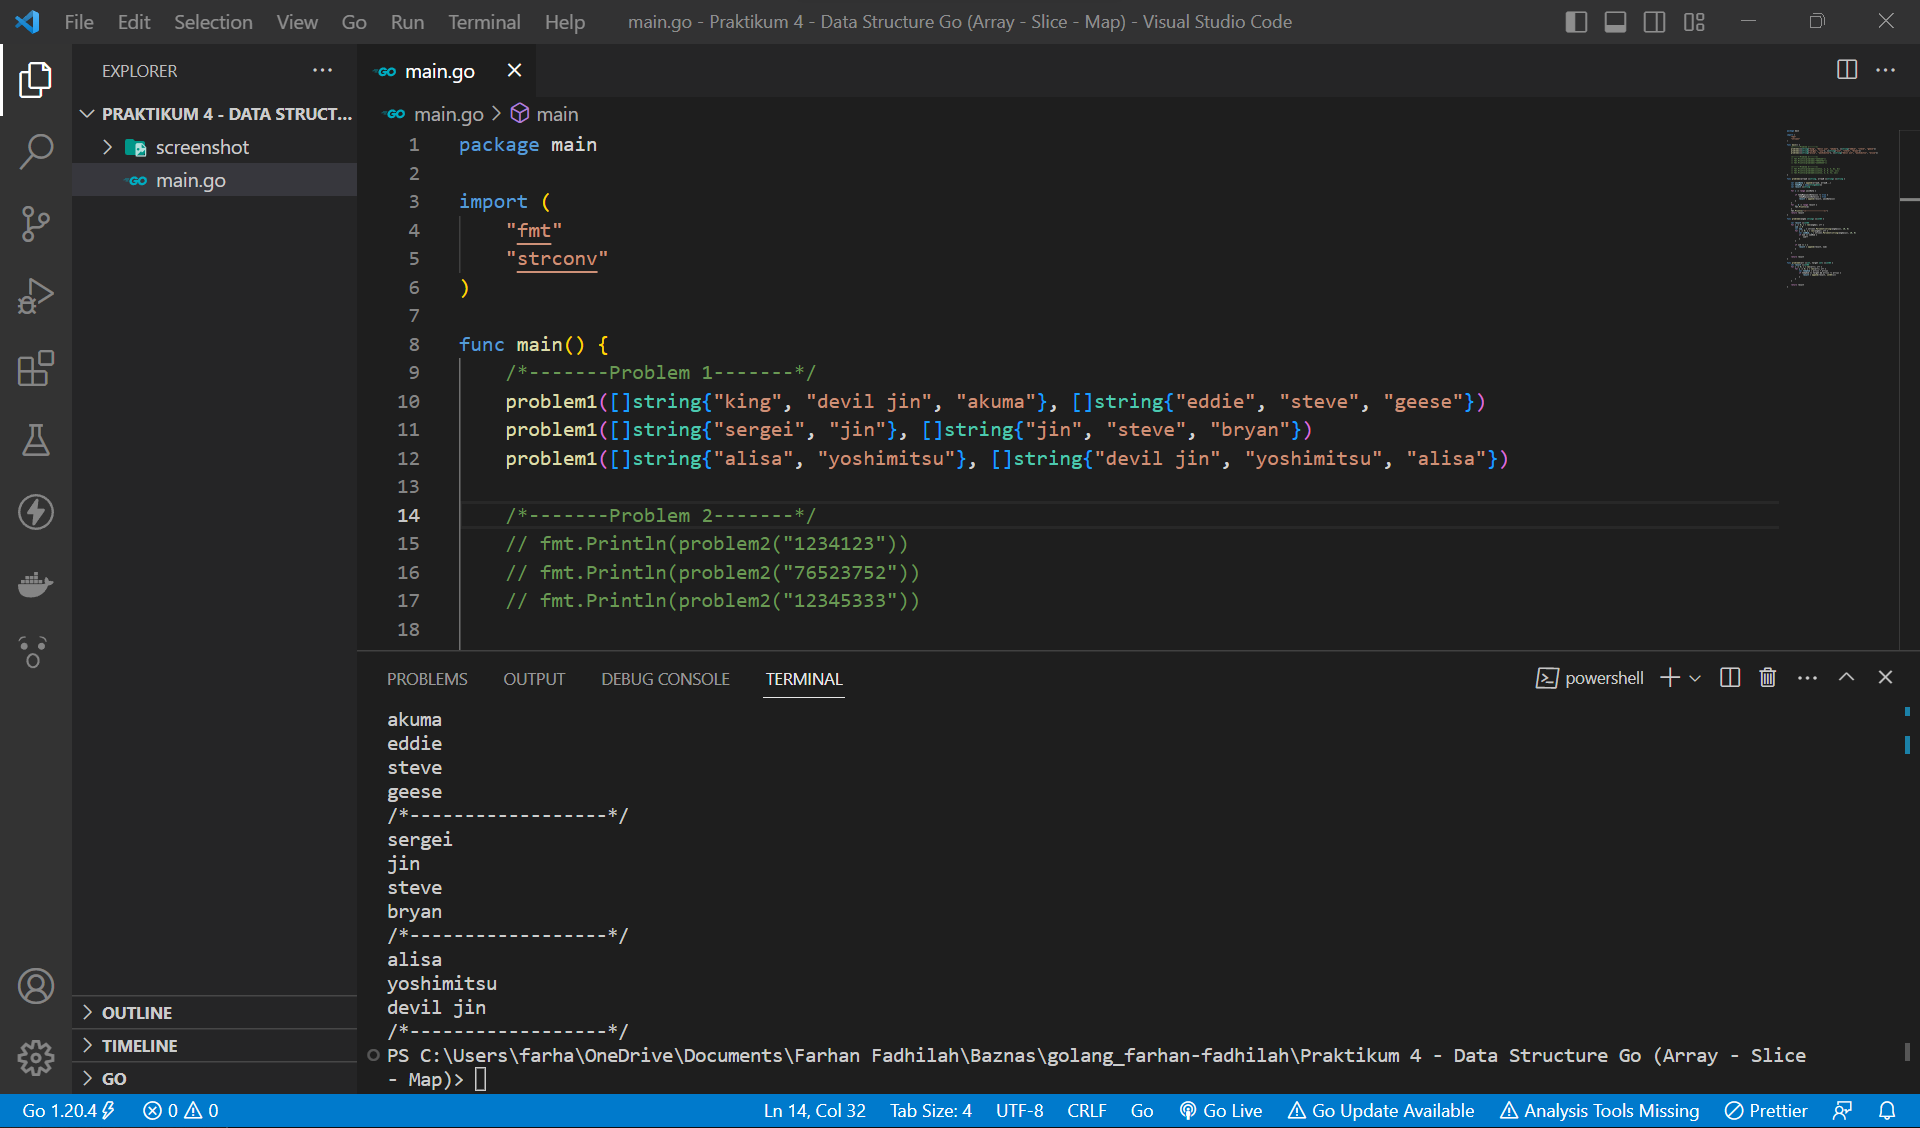 File Edit Selection View Go Run Terminal Help main.go - Praktikum 4 - Data Structure Go (Array - Slice - Map) - Visual Studio Code
EXPLORER
PRAKTIKUM 4 - DATA STRUCT...
screenshot
main.go
OUTLINE
TIMELINE
GO
main.go
main.go > main
1 package main
2
3 import (
4 "fmt"
5 "strconv"
6 )
7
8 func main() {
9 /*-------Problem 1-------*/
10 problem1([]string{"king", "devil jin", "akuma"}, []string{"eddie", "steve", "geese"})
11 problem1([]string{"sergei", "jin"}, []string{"jin", "steve", "bryan"})
12 problem1([]string{"alisa", "yoshimitsu"}, []string{"devil jin", "yoshimitsu", "alisa"})
13
14 /*-------Problem 2-------*/
15 // fmt.Println(problem2("1234123"))
16 // fmt.Println(problem2("76523752"))
17 // fmt.Println(problem2("12345333"))
18
PROBLEMS OUTPUT DEBUG CONSOLE TERMINAL powershell
akuma
eddie
steve
geese
/*------------------*/
sergei
jin
steve
bryan
/*------------------*/
alisa
yoshimitsu
devil jin
/*------------------*/
PS C:\Users\farha\OneDrive\Documents\Farhan Fadhilah\Baznas\golang_farhan-fadhilah\Praktikum 4 - Data Structure Go (Array - Slice
- Map)>
Go 1.20.4 0 0 Ln 14, Col 32 Tab Size: 4 UTF-8 CRLF Go Go Live Go Update Available Analysis Tools Missing Prettier